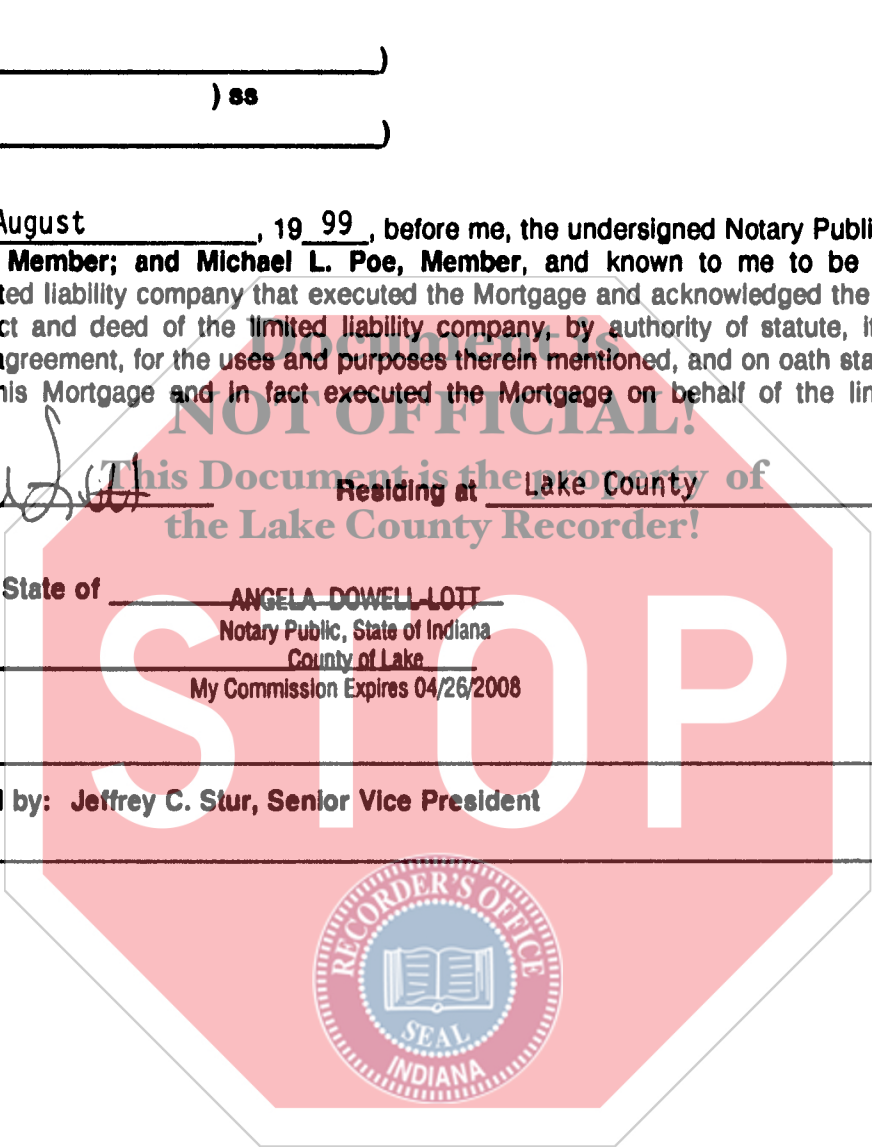 )
) ss
)
August , 19 99 , before me, the undersigned Notary Publi
Member; and Michael L. Poe, Member, and known to me to be
ted liability company that executed the Mortgage and acknowledged the
ct and deed of the limited liability company, by authority of statute, it
agreement, for the uses and purposes therein mentioned, and on oath sta
his Mortgage and in fact executed the Mortgage on behalf of the lim
Document is
NOT OFFICIAL!
This Document is the property of
the Lake County Recorder!
Residing at Lake County
State of ANGELA DOWELL-LOTT
Notary Public, State of Indiana
County of Lake
My Commission Expires 04/26/2008
STOP
by: Jeffrey C. Stur, Senior Vice President
RECORDER'S OFFICE
SEAL
INDIANA